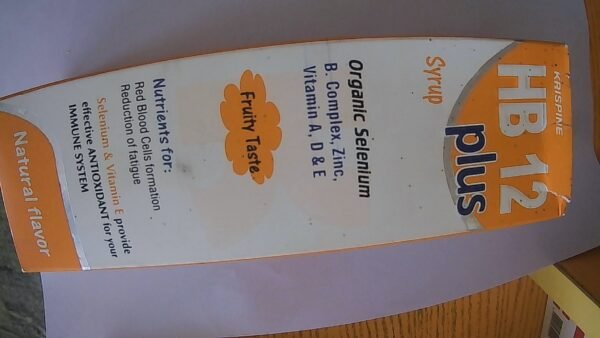 KRISPINE
HB 12
plus
Syrup
Organic Selenium
B. Complex, Zinc,
Vitamin A, D & E
Fruity Taste
Nutrients for:
Red Blood Cells formation
Reduction of fatigue
Selenium & Vitamin E provide
effective ANTIOXIDANT for your
IMMUNE SYSTEM
Natural flavor